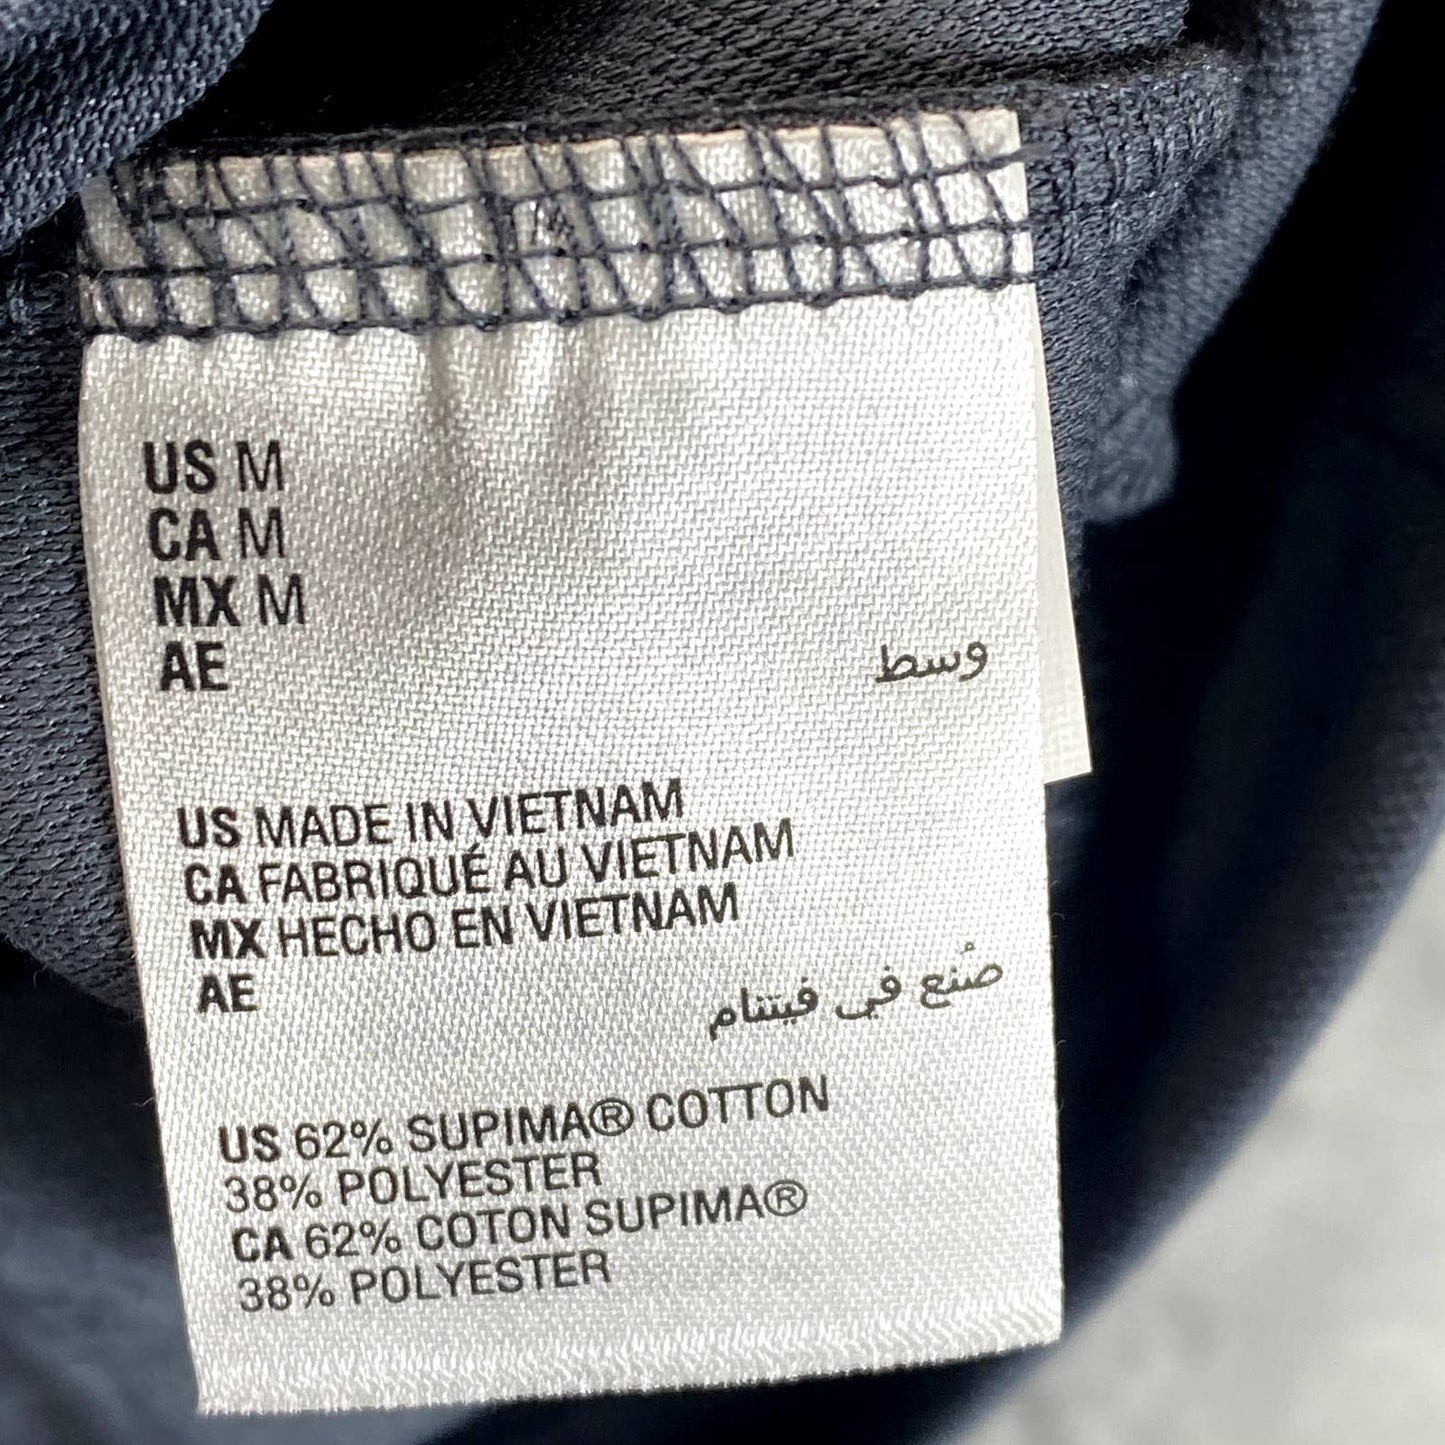 US M
CA M
MX M
AE وسط
US MADE IN VIETNAM
CA FABRIQUÉ AU VIETNAM
MX HECHO EN VIETNAM
AE صُنع في فيتنام
US 62% SUPIMA® COTTON
38% POLYESTER
CA 62% COTON SUPIMA®
38% POLYESTER